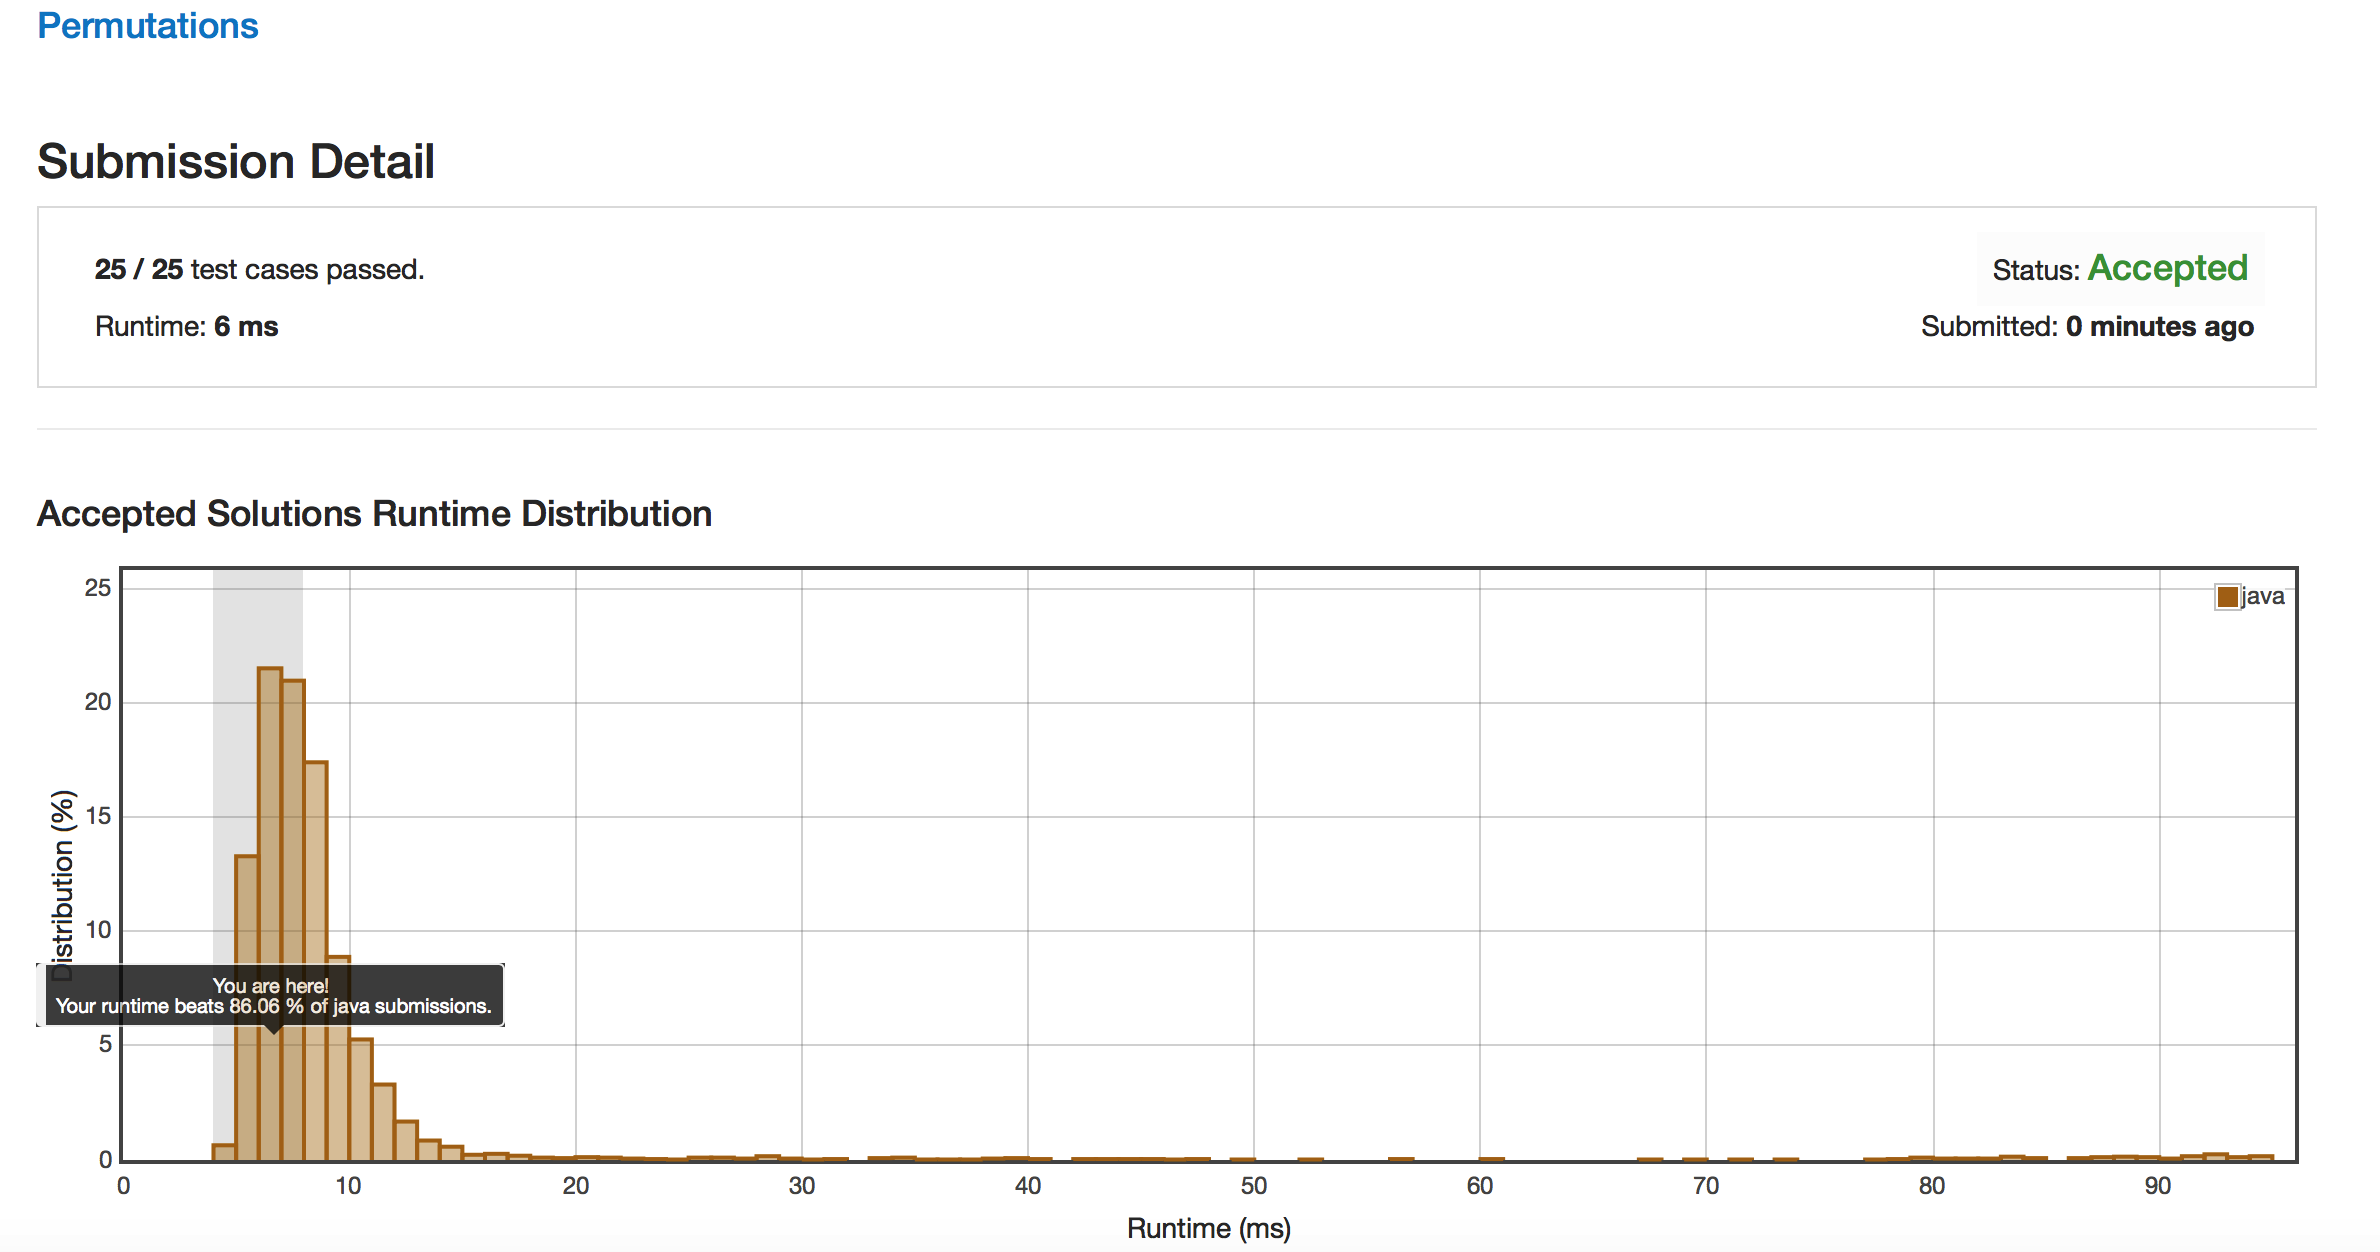 Permutations
Submission Detail
25 / 25 test cases passed.
Status: Accepted
Runtime: 6 ms
Submitted: 0 minutes ago
Accepted Solutions Runtime Distribution
25
java
20
15
Distribution (%)
10
You are here!
Your runtime beats 86.06 % of java submissions.
5
0
0 10 20 30 40 50 60 70 80 90
Runtime (ms)